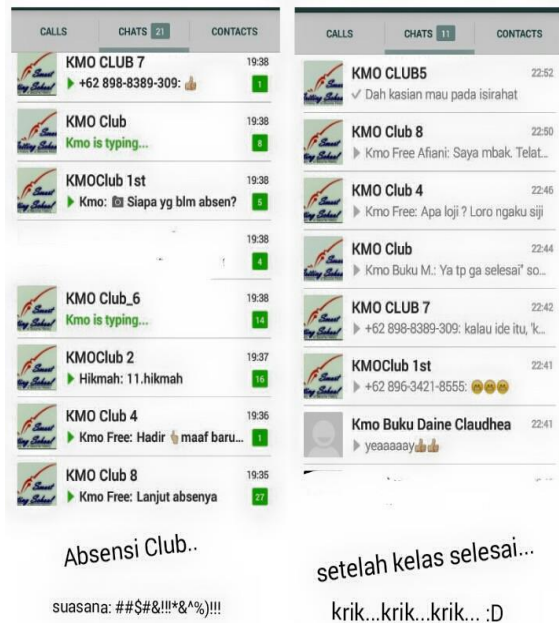 CALLS
CHATS 21
CONTACTS
KMO CLUB 7
19:38
+62 898-8389-309: 👍
1
KMO Club
19:38
Kmo is typing...
8
KMOClub 1st
19:38
Kmo: 📷 Siapa yg blm absen?
5
19:38
4
KMO Club_6
19:38
Kmo is typing...
14
KMOClub 2
19:37
Hikmah: 11.hikmah
16
KMO Club 4
19:36
Kmo Free: Hadir 👆maaf baru...
1
KMO Club 8
19:35
Kmo Free: Lanjut absenya
27
Absensi Club..
suasana: ##$#&!!!*&^%)!!!
CALLS
CHATS 11
CONTACTS
KMO CLUB5
22:52
✓ Dah kasian mau pada isirahat
KMO Club 8
22:50
Kmo Free Afiani: Saya mbak. Telat...
KMO Club 4
22:46
Kmo Free: Apa loji ? Loro ngaku siji
KMO Club
22:44
Kmo Buku M.: Ya tp ga selesai" so...
KMO CLUB 7
22:42
+62 898-8389-309: kalau ide itu, 'k...
KMOClub 1st
22:41
+62 896-3421-8555: 😁😁😁
Kmo Buku Daine Claudhea
22:41
yeaaaaay👍👍
setelah kelas selesai...
krik...krik...krik... :D